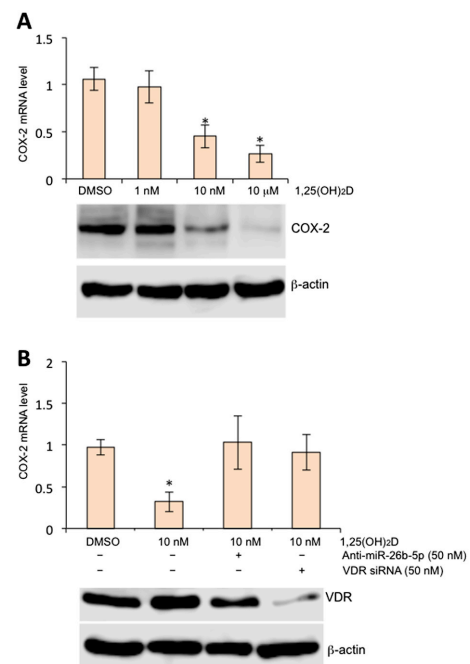 A
1.5
1
0.5
0
COX-2 mRNA level
* *
DMSO 1 nM 10 nM 10 µM 1,25(OH)2D
COX-2
β-actin
B
2
1.5
1
0.5
0
COX-2 mRNA level
*
DMSO 10 nM 10 nM 10 nM 1,25(OH)2D
– – + – Anti-miR-26b-5p (50 nM)
– – – + VDR siRNA (50 nM)
VDR
β-actin